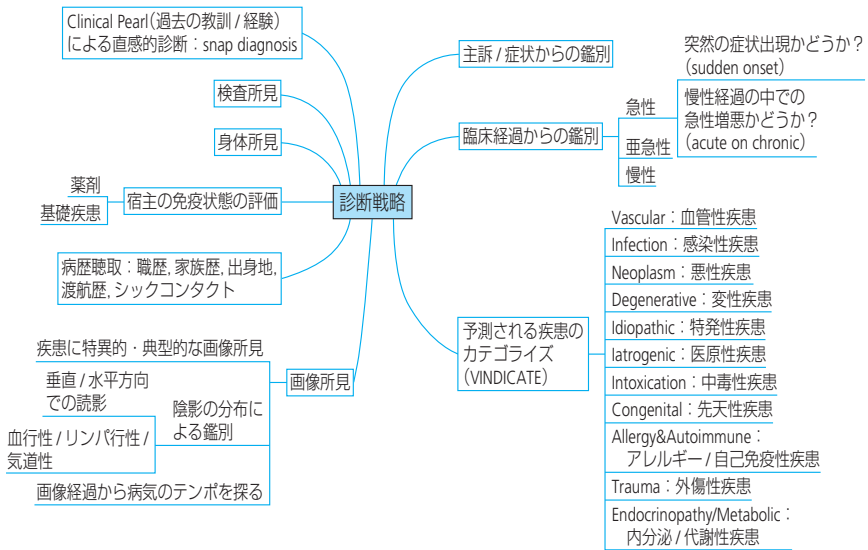 Clinical Pearl(過去の教訓 / 経験)
による直感的診断：snap diagnosis
検査所見
身体所見
薬剤
基礎疾患
宿主の免疫状態の評価
病歴聴取：職歴, 家族歴, 出身地,
渡航歴, シックコンタクト
疾患に特異的・典型的な画像所見
垂直 / 水平方向
での読影
血行性 / リンパ行性 /
気道性
陰影の分布に
よる鑑別
画像経過から病気のテンポを探る
画像所見
診断戦略
主訴 / 症状からの鑑別
臨床経過からの鑑別
急性
亜急性
慢性
突然の症状出現かどうか？
(sudden onset)
慢性経過の中での
急性増悪かどうか？
(acute on chronic)
予測される疾患の
カテゴライズ
(VINDICATE)
Vascular：血管性疾患
Infection：感染性疾患
Neoplasm：悪性疾患
Degenerative：変性疾患
Idiopathic：特発性疾患
Iatrogenic：医原性疾患
Intoxication：中毒性疾患
Congenital：先天性疾患
Allergy&Autoimmune：
アレルギー / 自己免疫性疾患
Trauma：外傷性疾患
Endocrinopathy/Metabolic：
内分泌 / 代謝性疾患